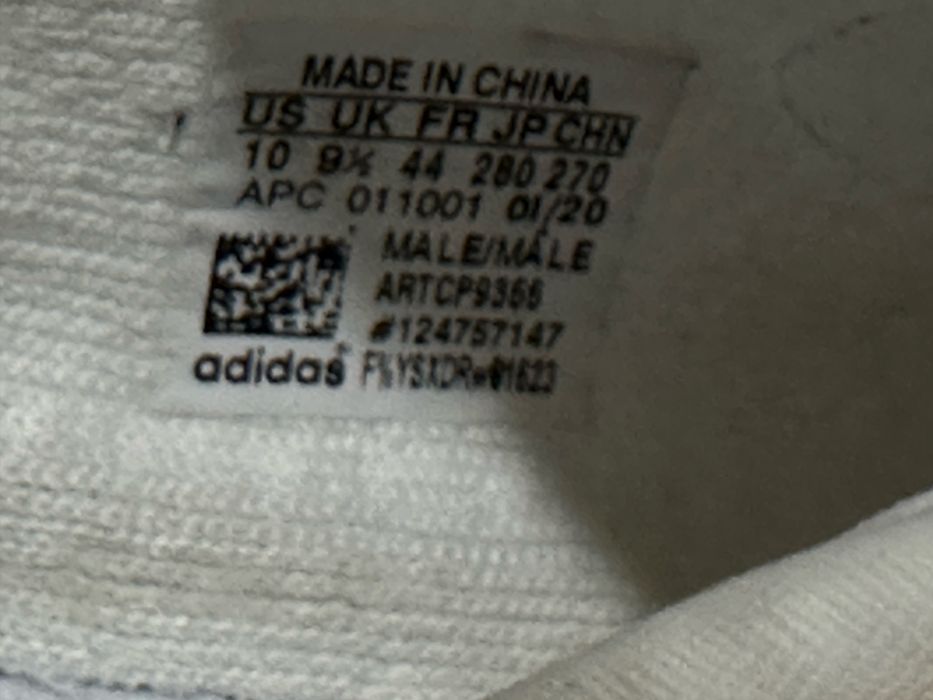 MADE IN CHINA
US UK FR JP CHN
10 9½ 44 280 270
APC 011001 01/20
MALE/MÂLE
ARTCP9366
#124757147
adidas